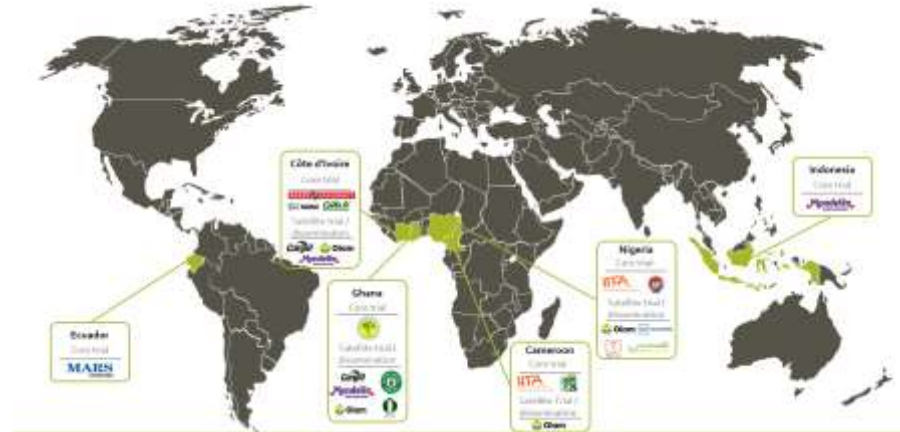 Côte d'Ivoire
Core trial
Satellite trial /
dissemination
Cargill Olam
Mondelēz
Indonesia
Core trial
Mondelēz
Nigeria
Core trial
IITA
Satellite trial /
dissemination
Olam
Ghana
Core trial
Satellite trial /
dissemination
Cargill
Mondelēz
Olam
Ecuador
Core trial
MARS
Cameroon
Core trial
IITA
Satellite Trial /
dissemination
Olam